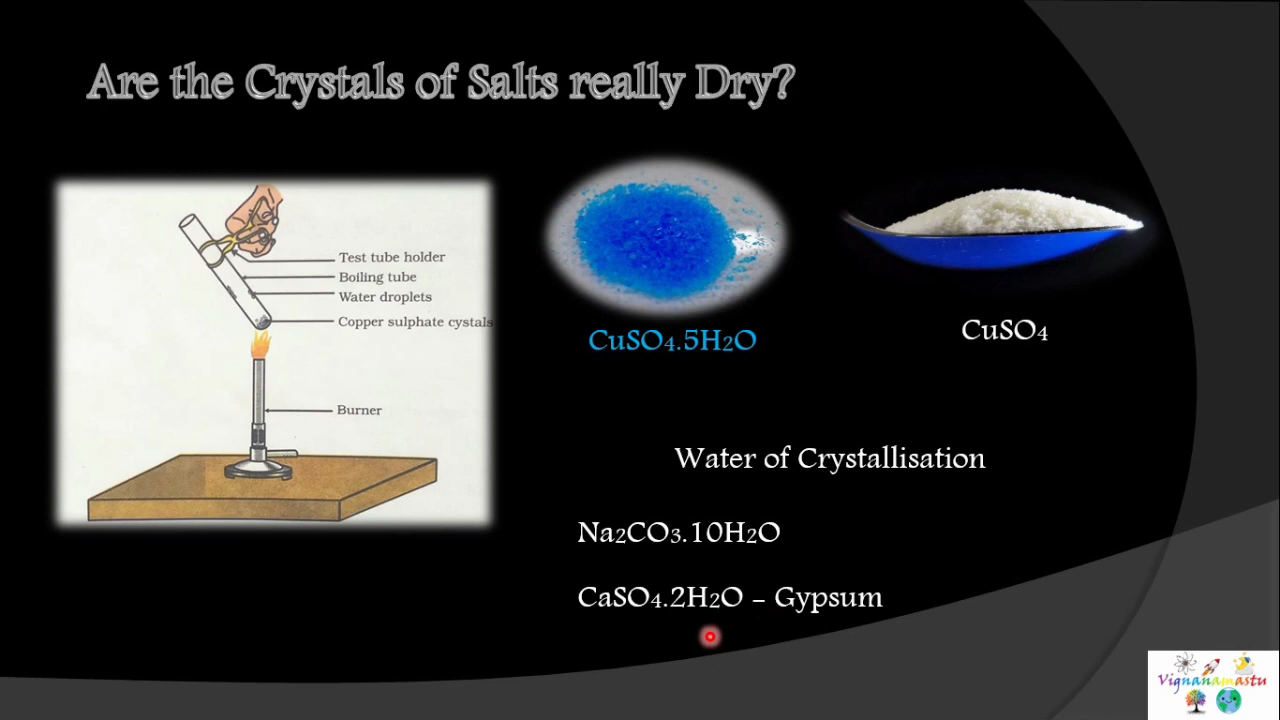 Are the Crystals of Salts really Dry?
Test tube holder
Boiling tube
Water droplets
Copper sulphate cystals
Burner
CuSO4.5H2O
CuSO4
Water of Crystallisation
Na2CO3.10H2O
CaSO4.2H2O – Gypsum
Vignanamastu